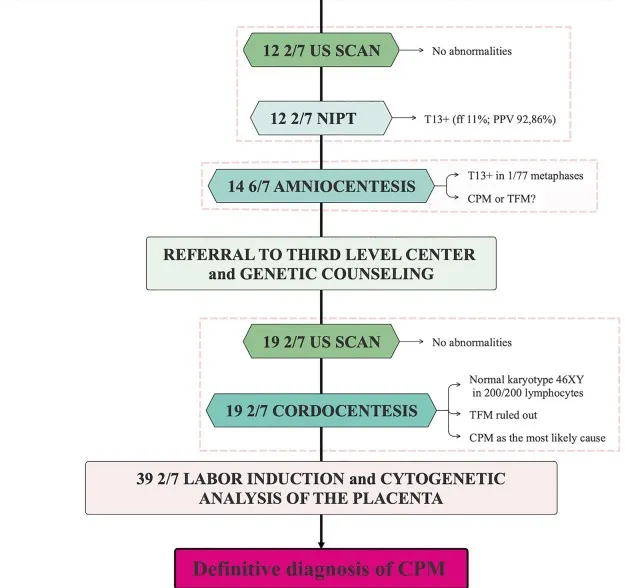 12 2/7 US SCAN
No abnormalities
12 2/7 NIPT
T13+ (ff 11%; PPV 92,86%)
14 6/7 AMNIOCENTESIS
T13+ in 1/77 metaphases
CPM or TFM?
REFERRAL TO THIRD LEVEL CENTER
and GENETIC COUNSELING
19 2/7 US SCAN
No abnormalities
19 2/7 CORDOCENTESIS
Normal karyotype 46XY
in 200/200 lymphocytes
TFM ruled out
CPM as the most likely cause
39 2/7 LABOR INDUCTION and CYTOGENETIC
ANALYSIS OF THE PLACENTA
Definitive diagnosis of CPM